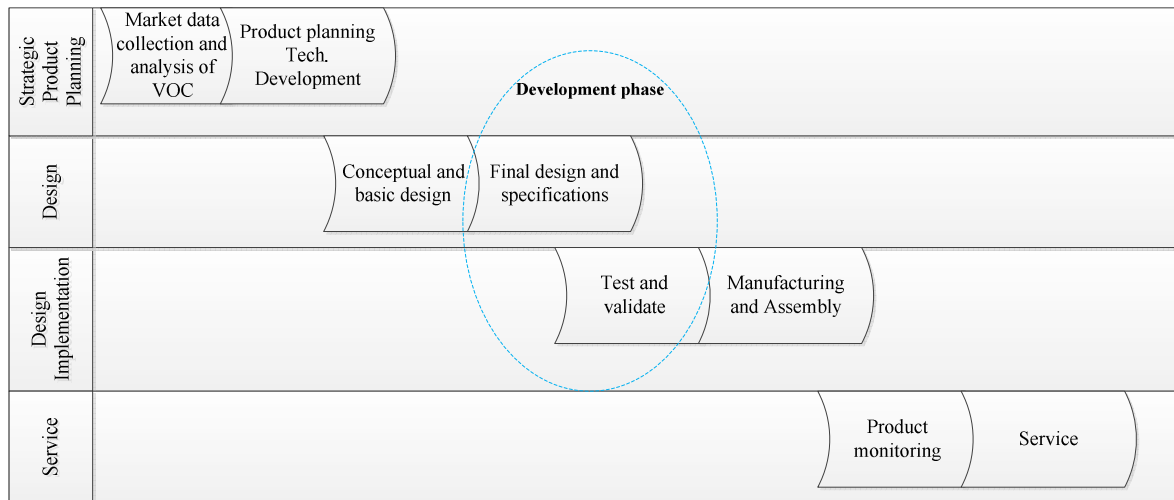 Strategic
Product
Planning
Market data
collection and
analysis of
VOC
Product planning
Tech.
Development
Development phase
Design
Conceptual and
basic design
Final design and
specifications
Design
Implementation
Test and
validate
Manufacturing
and Assembly
Service
Product
monitoring
Service